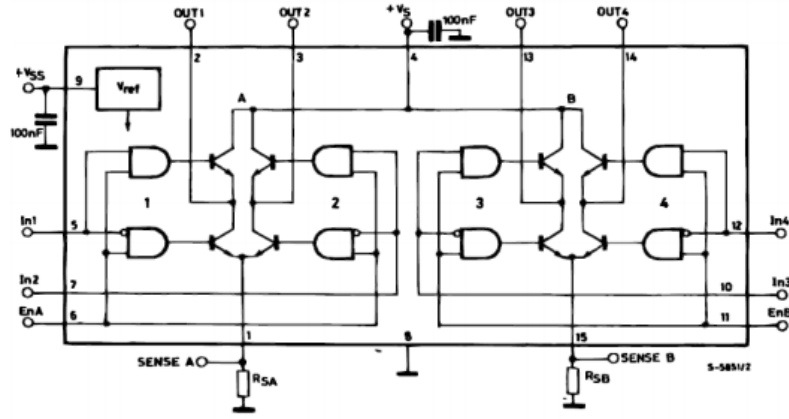 OUT1 OUT2 +VS 100nF OUT3 OUT4
2 3 4 13 14
+VSS 9 Vref A B
100nF
1 2 3 4
In1 5 12 In4
In2 7 10 In3
EnA 6 11 EnB
1 8 15
SENSE A SENSE B S-5851/2
RSA RSB